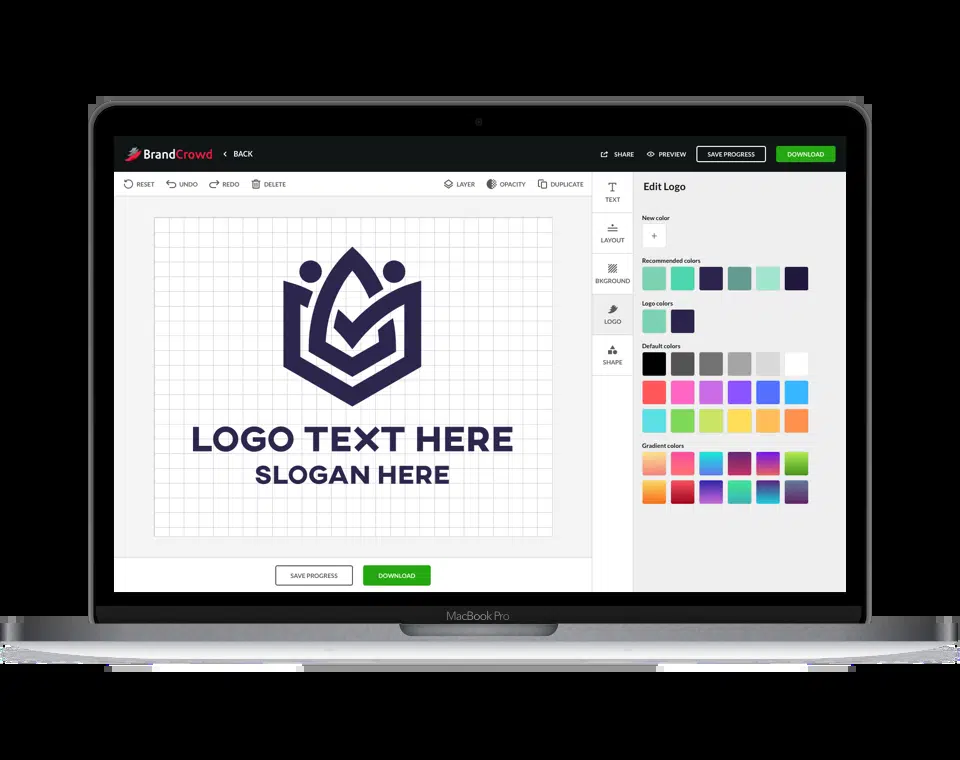 BrandCrowd BACK SHARE PREVIEW SAVE PROGRESS DOWNLOAD
RESET UNDO REDO DELETE LAYER OPACITY DUPLICATE
TEXT
LAYOUT
BKGROUND
LOGO
SHAPE
Edit Logo
New color
+
Recommended colors
Logo colors
Default colors
Gradient colors
LOGO TEXT HERE
SLOGAN HERE
SAVE PROGRESS DOWNLOAD
MacBook Pro